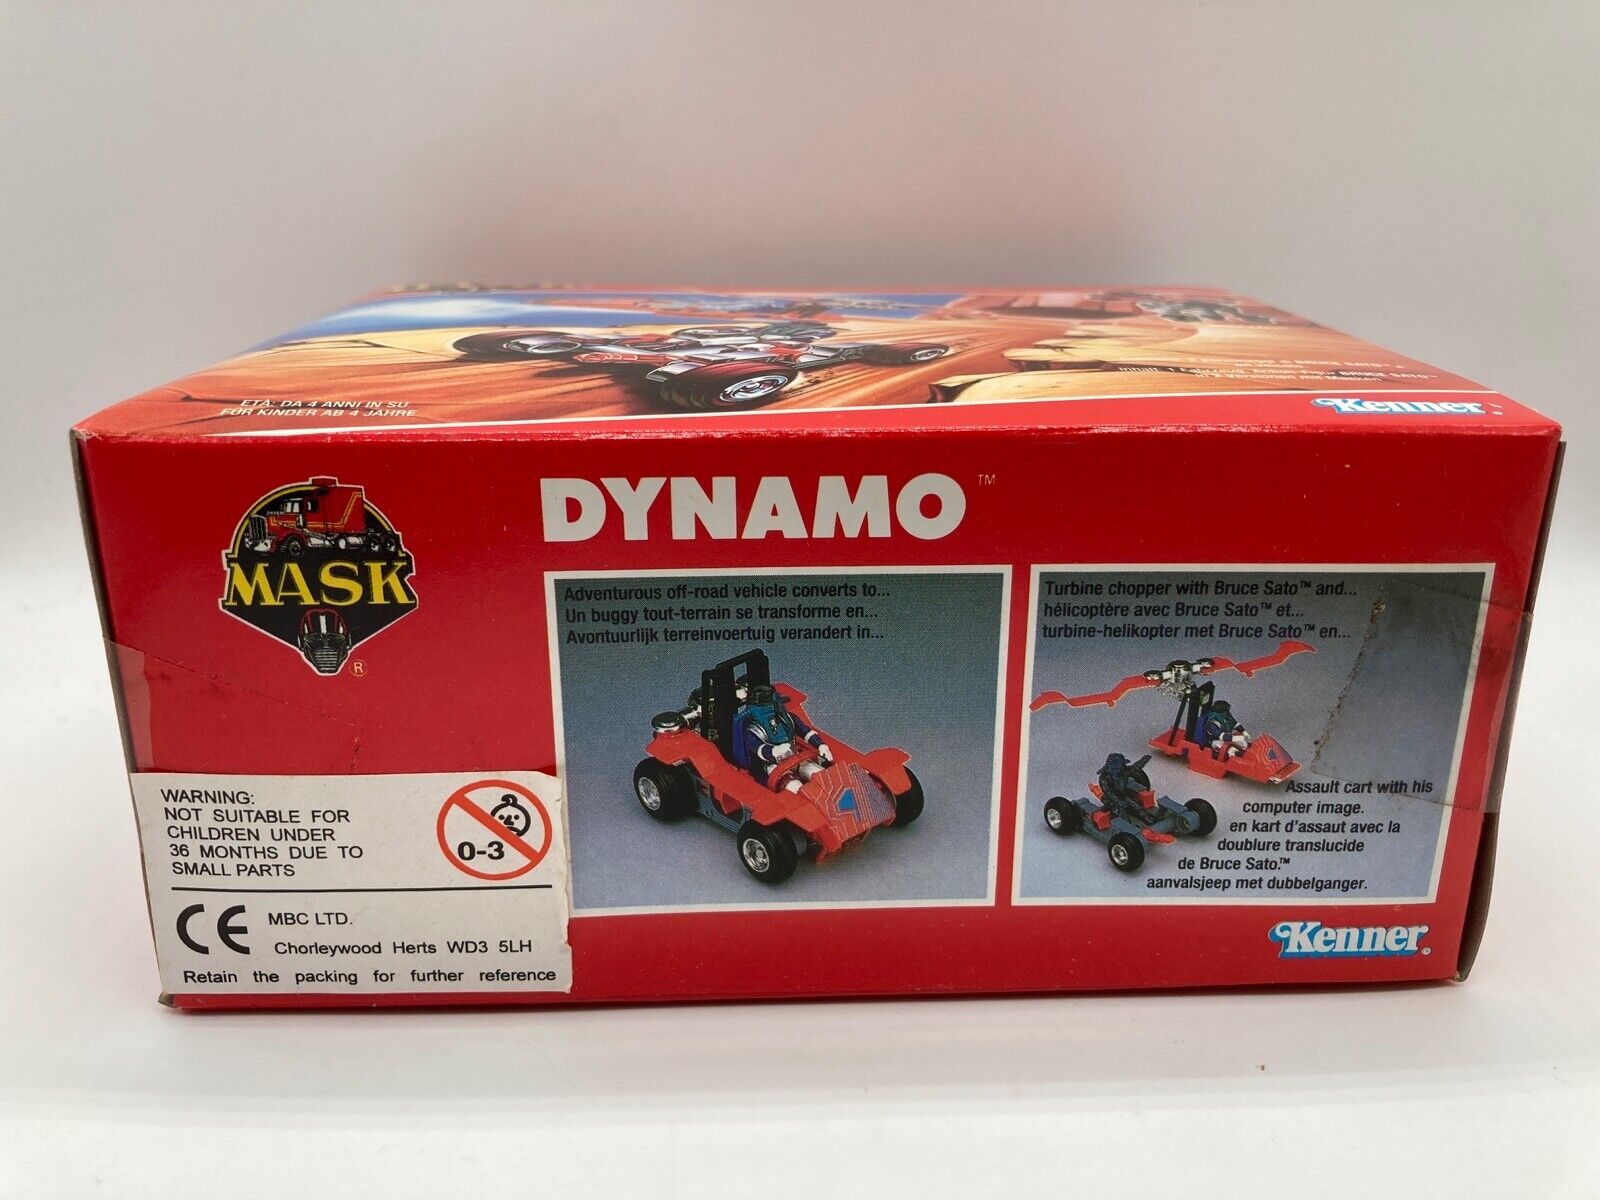 ETÀ: DA 4 ANNI IN SU
FÜR KINDER AB 4 JAHRE
Kenner
MASK
®
DYNAMO™
Adventurous off-road vehicle converts to...
Un buggy tout-terrain se transforme en...
Avontuurlijk terreinvoertuig verandert in...
Turbine chopper with Bruce Sato™ and...
hélicoptère avec Bruce Sato™ et...
turbine-helikopter met Bruce Sato™ en...
Assault cart with his
computer image.
en kart d'assaut avec la
doublure translucide
de Bruce Sato.™
aanvalsjeep met dubbelganger.
WARNING:
NOT SUITABLE FOR
CHILDREN UNDER
36 MONTHS DUE TO
SMALL PARTS
0-3
CE
MBC LTD.
Chorleywood Herts WD3 5LH
Retain the packing for further reference
Kenner®